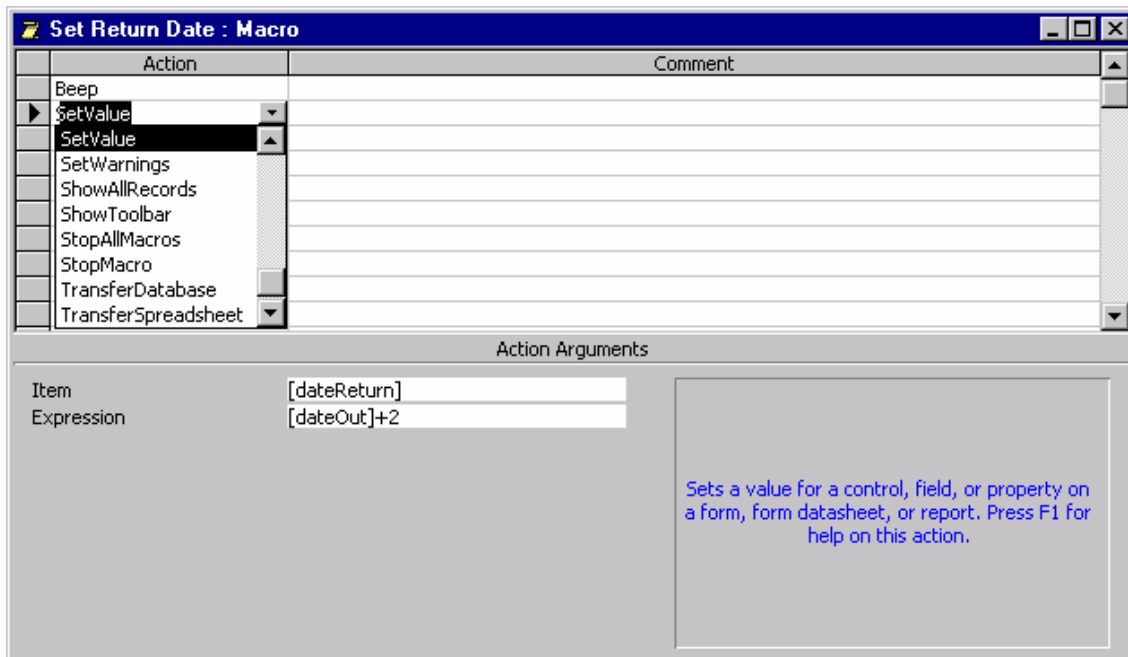 Set Return Date : Macro
Action Comment
Beep
SetValue
SetValue
SetWarnings
ShowAllRecords
ShowToolbar
StopAllMacros
StopMacro
TransferDatabase
TransferSpreadsheet
Action Arguments
Item [dateReturn]
Expression [dateOut]+2
Sets a value for a control, field, or property on
a form, form datasheet, or report. Press F1 for
help on this action.